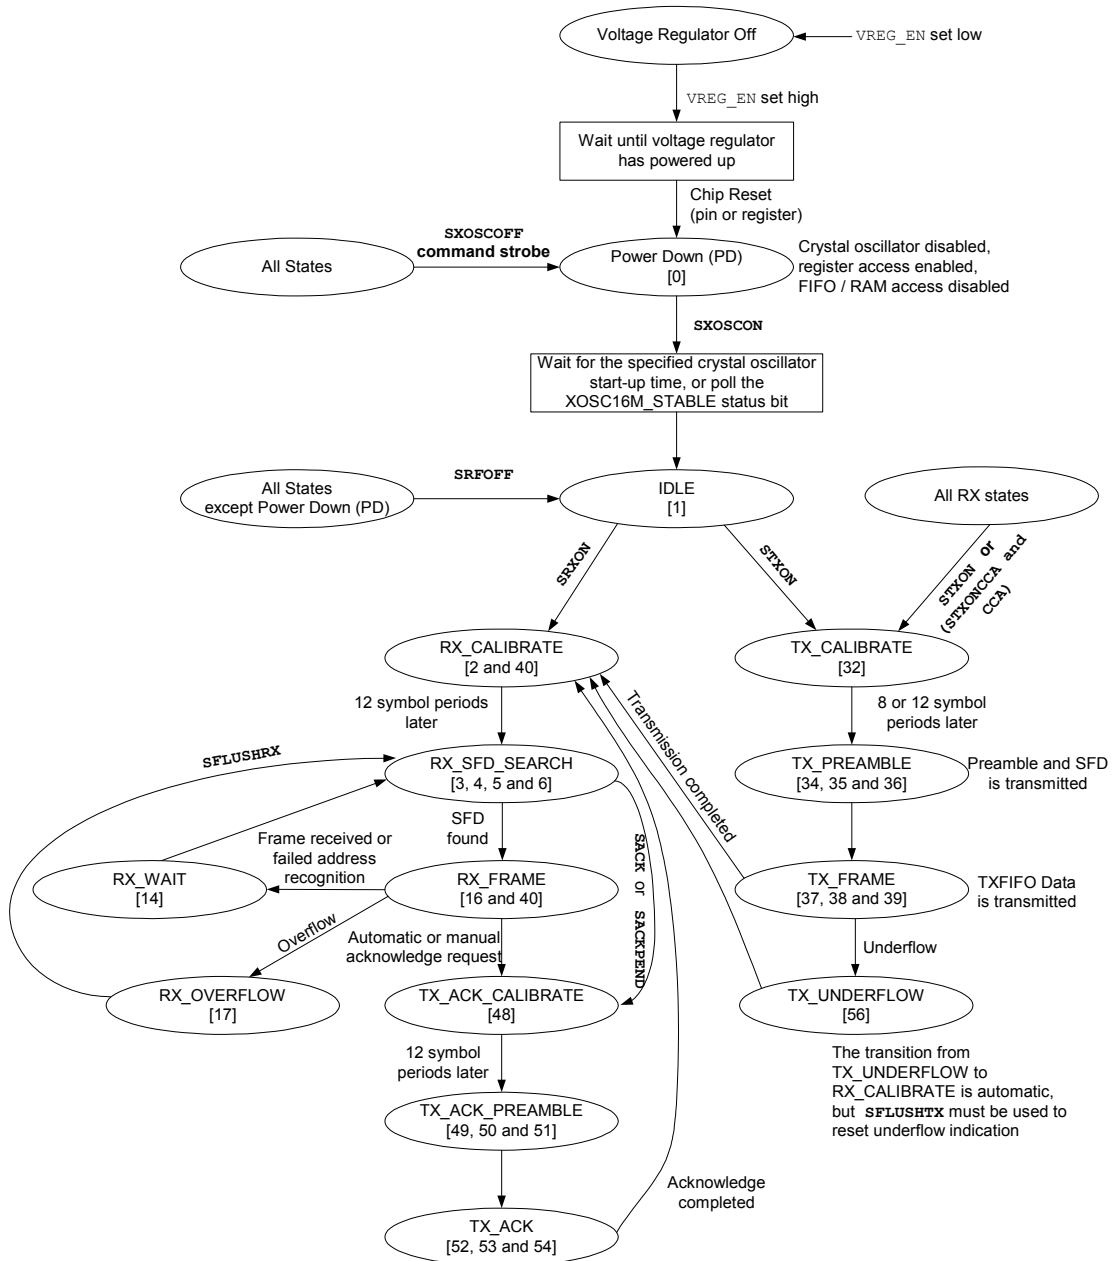 Voltage Regulator Off
VREG_EN set low
VREG_EN set high
Wait until voltage regulator
has powered up
Chip Reset
(pin or register)
SXOSCOFF
command strobe
All States
Power Down (PD)
[0]
Crystal oscillator disabled,
register access enabled,
FIFO / RAM access disabled
SXOSCON
Wait for the specified crystal oscillator
start-up time, or poll the
XOSC16M_STABLE status bit
All States
except Power Down (PD)
SRFOFF
IDLE
[1]
All RX states
SRXON
STXON
STXON or
(STXONCCA and
CCA)
RX_CALIBRATE
[2 and 40]
TX_CALIBRATE
[32]
12 symbol periods
later
8 or 12 symbol
periods later
Transmission completed
SFLUSHRX
RX_SFD_SEARCH
[3, 4, 5 and 6]
TX_PREAMBLE
[34, 35 and 36]
Preamble and SFD
is transmitted
SFD
found
Frame received or
failed address
recognition
SACK or SACKPEND
RX_WAIT
[14]
RX_FRAME
[16 and 40]
TX_FRAME
[37, 38 and 39]
TXFIFO Data
is transmitted
Overflow
Automatic or manual
acknowledge request
Underflow
RX_OVERFLOW
[17]
TX_ACK_CALIBRATE
[48]
TX_UNDERFLOW
[56]
12 symbol
periods later
The transition from
TX_UNDERFLOW to
RX_CALIBRATE is automatic,
but SFLUSHTX must be used to
reset underflow indication
TX_ACK_PREAMBLE
[49, 50 and 51]
Acknowledge
completed
TX_ACK
[52, 53 and 54]